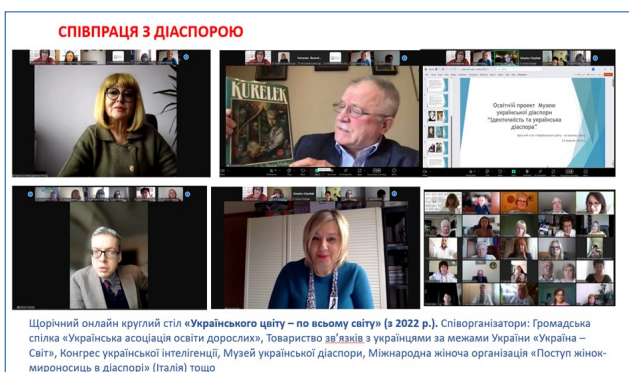 СПІВПРАЦЯ З ДІАСПОРОЮ
KURELEK
Освітній проект Музею
української діаспори
"Ідентичність та українська
діаспора"
Щорічний онлайн круглий стіл «Українського цвіту – по всьому світу» (з 2022 р.). Співорганізатори: Громадська
спілка «Українська асоціація освіти дорослих», Товариство зв'язків з українцями за межами України «Україна –
Світ», Конгрес української інтелігенції, Музей української діаспори, Міжнародна жіноча організація «Поступ жінок-
мироносиць в діаспорі» (Італія) тощо